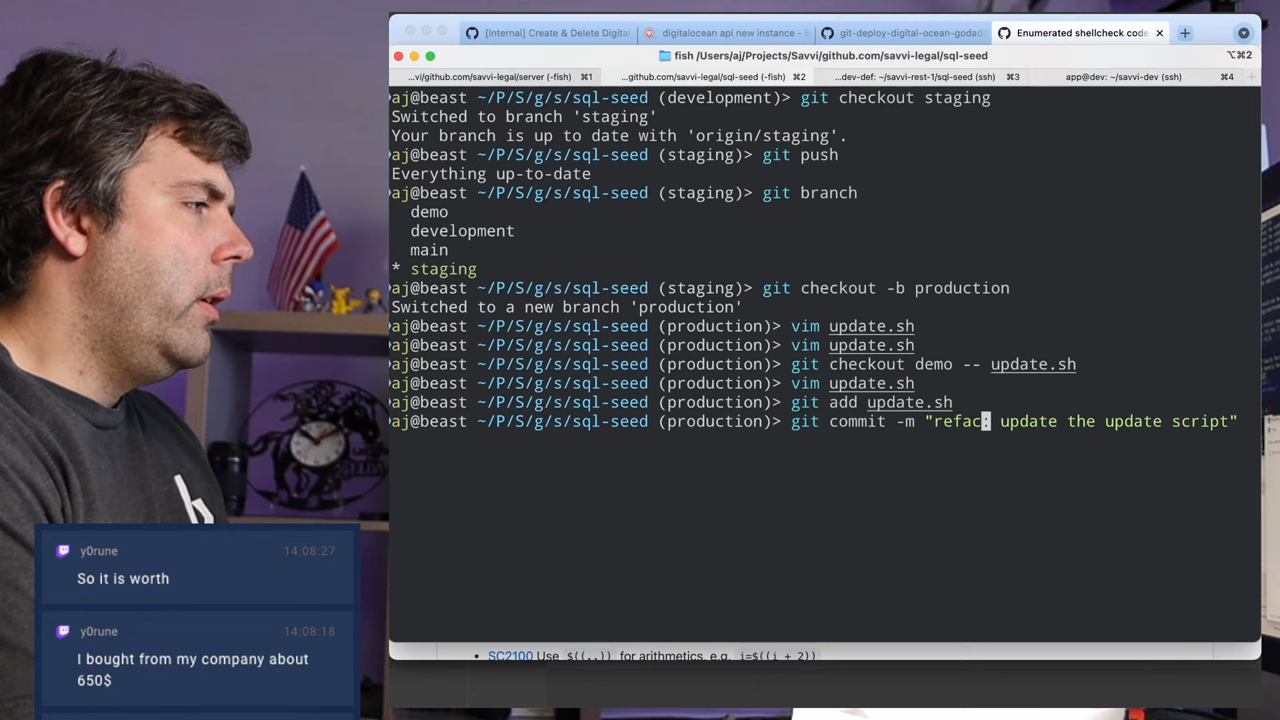 [Internal] Create & Delete Digital
digitalocean api new instance - B
git-deploy-digital-ocean-godad
Enumerated shellcheck code
fish /Users/aj/Projects/Savvi/github.com/savvi-legal/sql-seed
⌥⌘2
...vi/github.com/savvi-legal/server (-fish) ⌘1
...github.com/savvi-legal/sql-seed (-fish) ⌘2
...dev-def: ~/savvi-rest-1/sql-seed (ssh) ⌘3
app@dev: ~/savvi-dev (ssh) ⌘4
aj@beast ~/P/S/g/s/sql-seed (development)> git checkout staging
Switched to branch 'staging'
Your branch is up to date with 'origin/staging'.
aj@beast ~/P/S/g/s/sql-seed (staging)> git push
Everything up-to-date
aj@beast ~/P/S/g/s/sql-seed (staging)> git branch
demo
development
main
* staging
aj@beast ~/P/S/g/s/sql-seed (staging)> git checkout -b production
Switched to a new branch 'production'
aj@beast ~/P/S/g/s/sql-seed (production)> vim update.sh
aj@beast ~/P/S/g/s/sql-seed (production)> vim update.sh
aj@beast ~/P/S/g/s/sql-seed (production)> git checkout demo -- update.sh
aj@beast ~/P/S/g/s/sql-seed (production)> vim update.sh
aj@beast ~/P/S/g/s/sql-seed (production)> git add update.sh
aj@beast ~/P/S/g/s/sql-seed (production)> git commit -m "refac: update the update script"
SC2100 Use $((..)) for arithmetics, e.g. i=$((i + 2))
y0rune 14:08:27
So it is worth
y0rune 14:08:18
I bought from my company about
650$